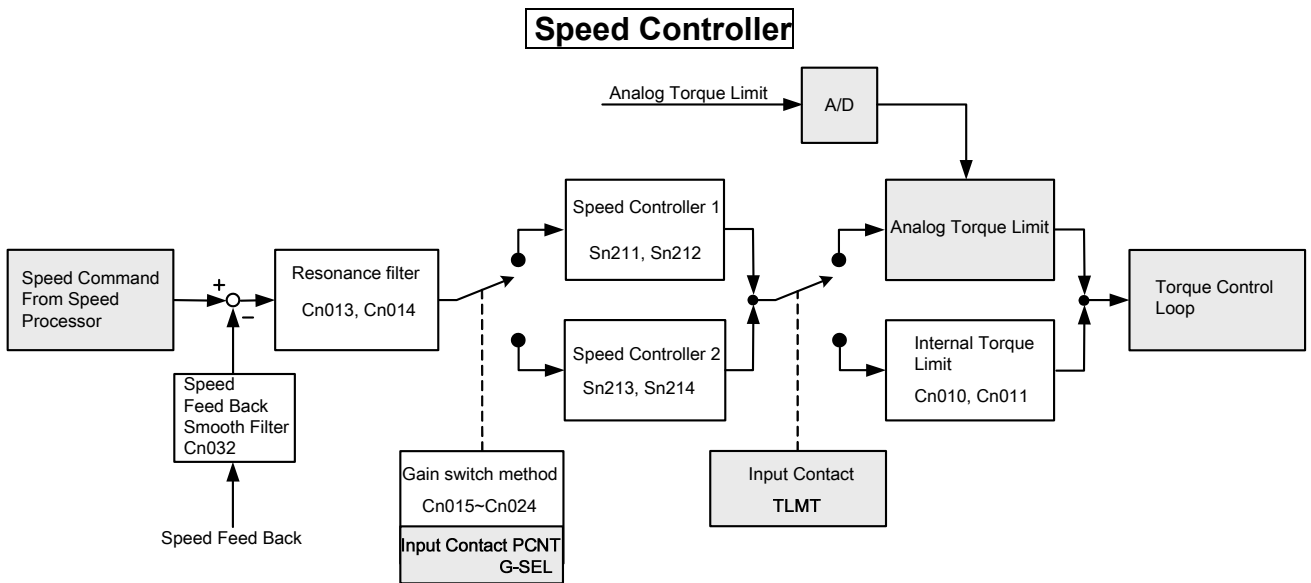 Speed Controller
Analog Torque Limit
A/D
Speed Command
From Speed
Processor
+
−
Resonance filter
Cn013, Cn014
Speed Controller 1
Sn211, Sn212
Speed Controller 2
Sn213, Sn214
Analog Torque Limit
Internal Torque
Limit
Cn010, Cn011
Torque Control
Loop
Speed
Feed Back
Smooth Filter
Cn032
Speed Feed Back
Gain switch method
Cn015~Cn024
Input Contact PCNT
G-SEL
Input Contact
TLMT